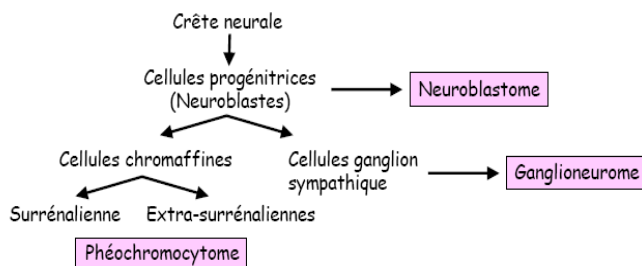 Crête neurale
Cellules progénitrices
(Neuroblastes)
Neuroblastome
Cellules chromaffines
Cellules ganglion
sympathique
Ganglioneurome
Surrénalienne
Extra-surrénaliennes
Phéochromocytome